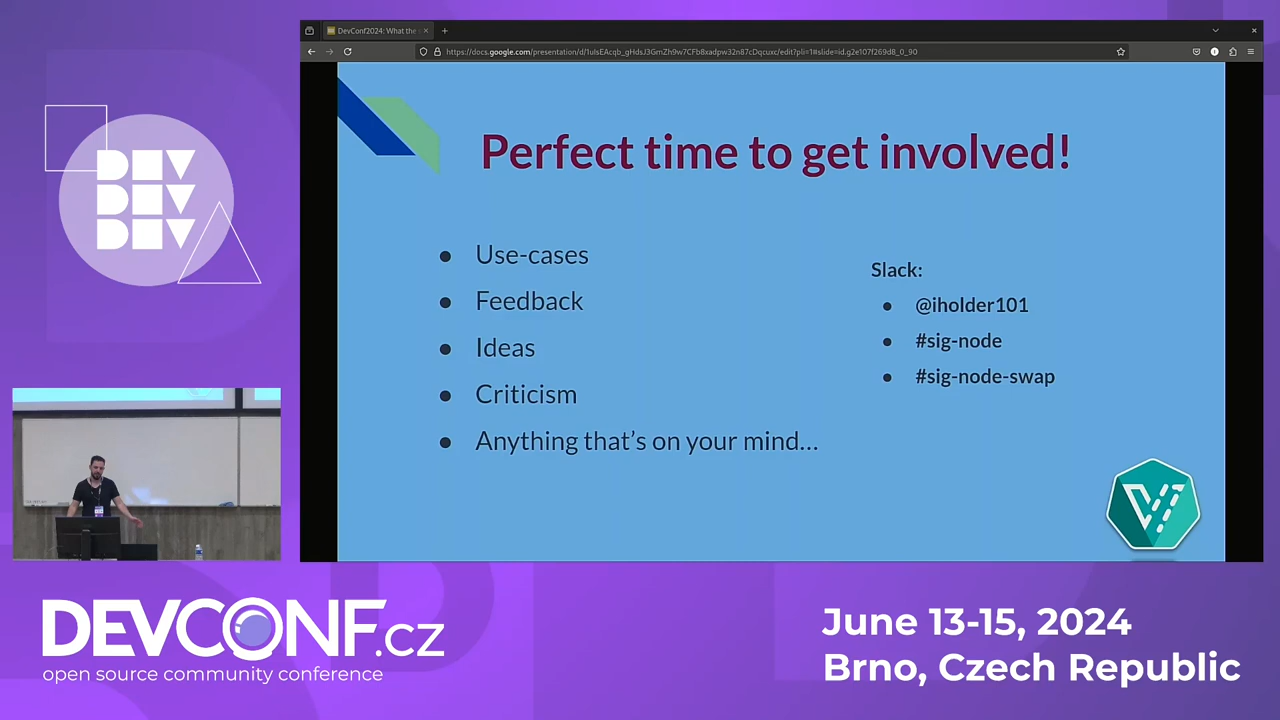 DevConf2024: What the
https://docs.google.com/presentation/d/1uIsEAcqb_gHdsJ3GmZh9w7CFb8xadpw32n87cDqcuxc/edit?pli=1#slide=id.g2e107f269d8_0_90
DEV
DEV
DEV
Perfect time to get involved!
● Use-cases
● Feedback
● Ideas
● Criticism
● Anything that's on your mind...
Slack:
● @iholder101
● #sig-node
● #sig-node-swap
DEVCONF.cz
open source community conference
June 13-15, 2024
Brno, Czech Republic